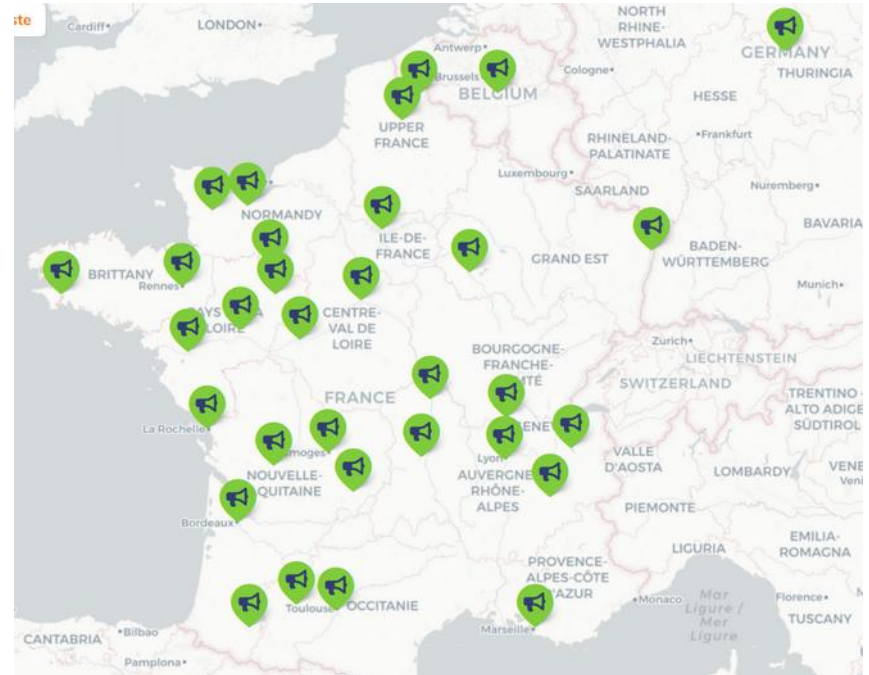 ste
Cardiff
LONDON
NORTH
RHINE-
WESTPHALIA
GERMANY
THURINGIA
Antwerp
Brussels
Cologne
BELGIUM
HESSE
UPPER
FRANCE
RHINELAND-
PALATINATE
Frankfurt
Luxembourg
SAARLAND
Nuremberg
NORMANDY
ILE-DE-
FRANCE
GRAND EST
BADEN-
WÜRTTEMBERG
BAVARIA
BRITTANY
Rennes
Munich
CENTRE-
VAL DE
LOIRE
LOIRE
Zurich
LIECHTENSTEIN
BOURGOGNE-
FRANCHE-
SWITZERLAND
FRANCE
TRENTINO -
ALTO ADIGE
SÜDTIROL
La Rochelle
Lyon
VALLE
D'AOSTA
LOMBARDY
NOUVELLE-
AUVERGNE
RHÔNE-
ALPES
PIEMONTE
Bordeaux
EMILIA-
ROMAGNA
LIGURIA
PROVENCE-
ALPES-CÔTE
Monaco
Mar
Ligure /
Mer
Ligure
Florence
TUSCANY
Toulouse
OCCITANIE
Marseille
CANTABRIA
Bilbao
Pamplona